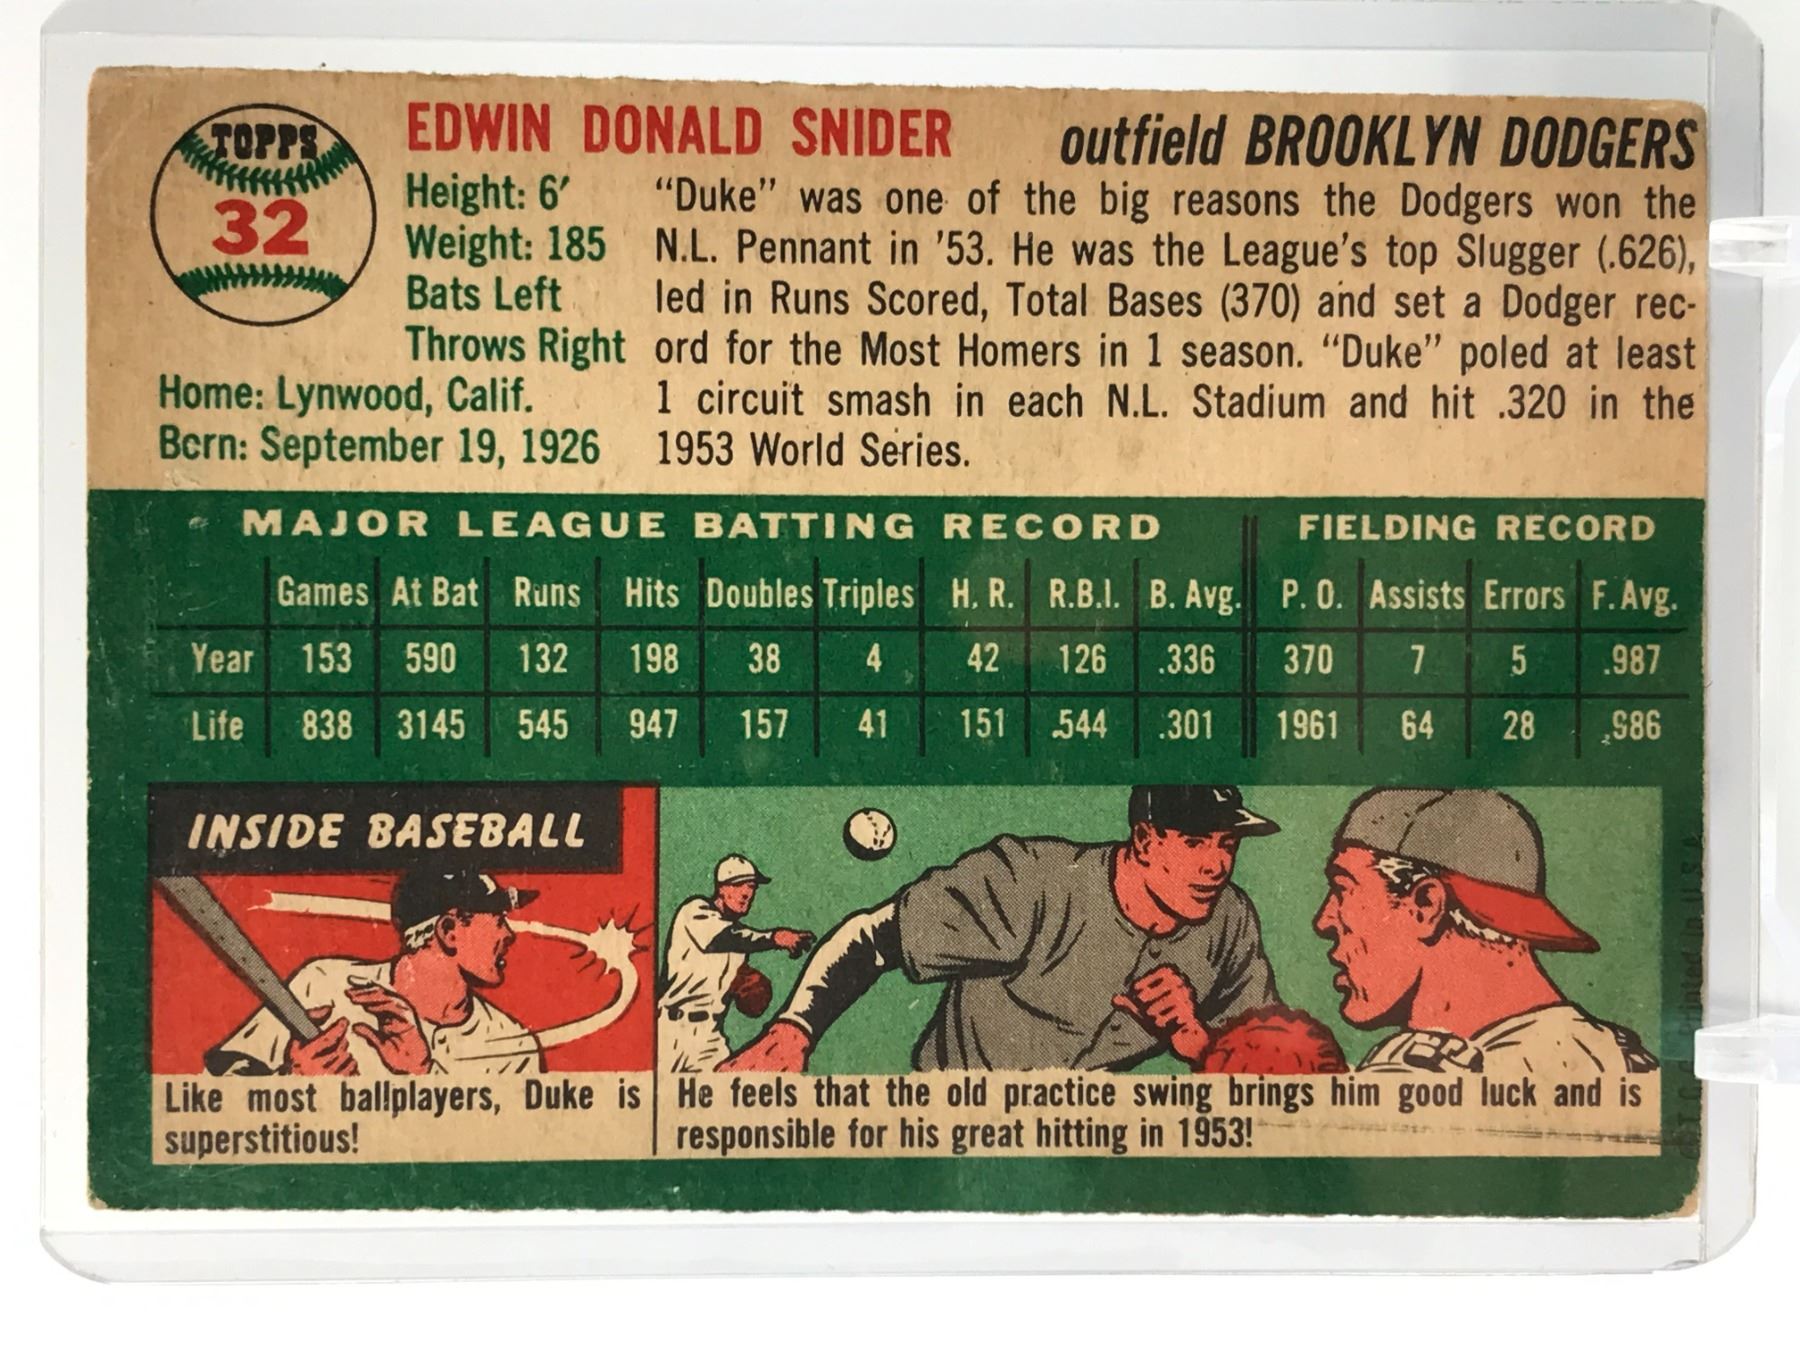 TOPPS
32
EDWIN DONALD SNIDER
outfield BROOKLYN DODGERS
Height: 6′
Weight: 185
Bats Left
Throws Right
Home: Lynwood, Calif.
Born: September 19, 1926
"Duke" was one of the big reasons the Dodgers won the
N.L. Pennant in '53. He was the League's top Slugger (.626),
led in Runs Scored, Total Bases (370) and set a Dodger rec-
ord for the Most Homers in 1 season. "Duke" poled at least
1 circuit smash in each N.L. Stadium and hit .320 in the
1953 World Series.
MAJOR LEAGUE BATTING RECORD FIELDING RECORD
Games At Bat Runs Hits Doubles Triples H. R. R.B.I. B. Avg. P. O. Assists Errors F. Avg.
Year 153 590 132 198 38 4 42 126 .336 370 7 5 .987
Life 838 3145 545 947 157 41 151 544 .301 1961 64 28 .986
INSIDE BASEBALL
Like most ballplayers, Duke is
superstitious!
He feels that the old practice swing brings him good luck and is
responsible for his great hitting in 1953!
T.C.G. Printed in U.S.A.